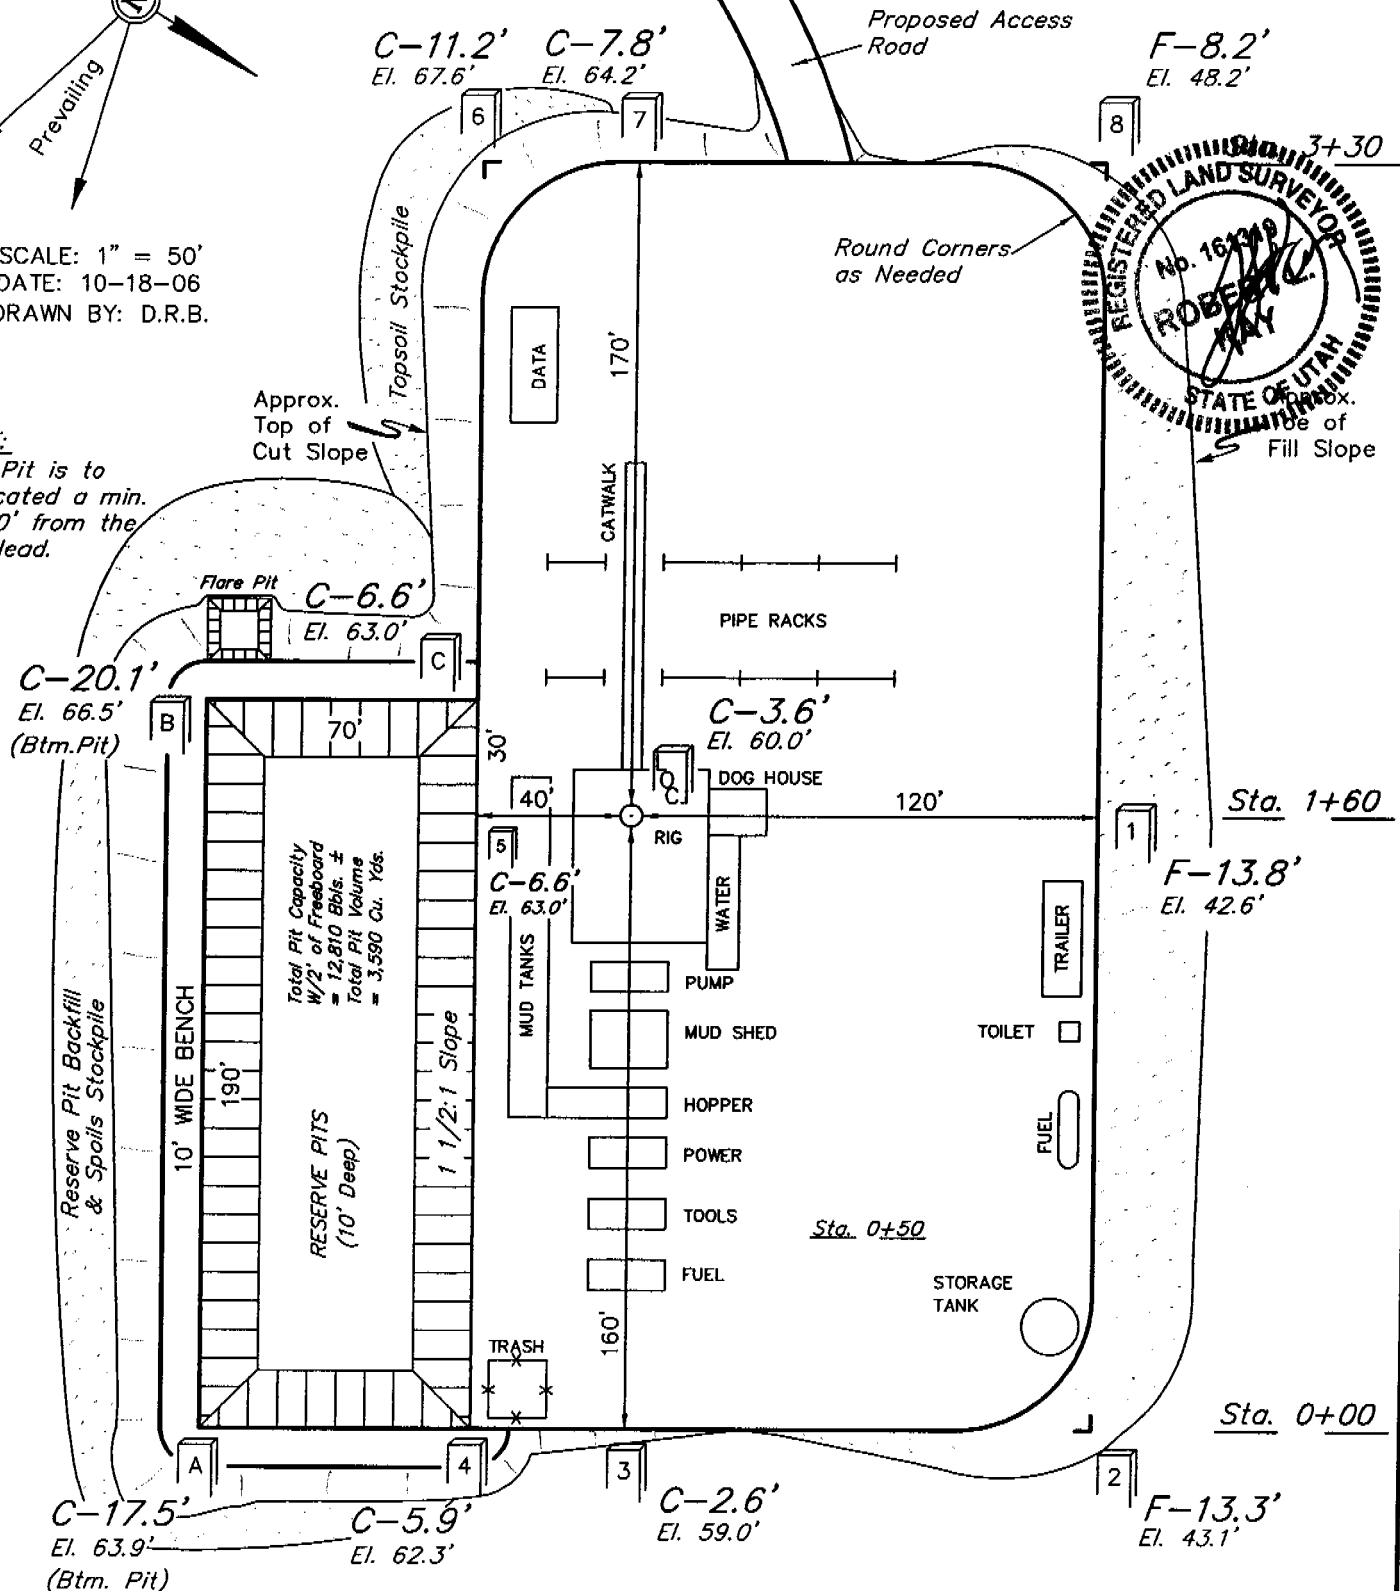 Proposed Access
Road
C-11.2'
El. 67.6'
C-7.8'
El. 64.2'
F-8.2'
El. 48.2'
Prevailing
6
7
8
3+30
REGISTERED LAND SURVEYOR
No. 161319
KAY
STATE OF UTAH
SCALE: 1" = 50'
DATE: 10-18-06
DRAWN BY: D.R.B.
Topsoil Stockpile
Round Corners
as Needed
DATA
170'
Approx.
Top of
Cut Slope
Approx.
Toe of
Fill Slope
Pit is to
a min.
from the
CATWALK
Flare Pit
C-6.6'
El. 63.0'
PIPE RACKS
C
C-20.1'
El. 66.5'
(Btm.Pit)
B
70'
30'
C-3.6'
El. 60.0'
DOG HOUSE
40'
120'
RIG
Sta. 1+60
5
1
C-6.6'
El. 63.0'
F-13.8'
El. 42.6'
Total Pit Capacity
W/2' of Freeboard
= 12,810 Bbls. ±
Total Pit Volume
= 3,590 Cu. Yds.
MUD TANKS
WATER
TRAILER
PUMP
MUD SHED
TOILET
Reserve Pit Backfill
& Spoils Stockpile
10' WIDE BENCH
190'
RESERVE PITS
(10' Deep)
1 1/2:1 Slope
HOPPER
FUEL
POWER
TOOLS
Sta. 0+50
FUEL
STORAGE
TANK
160'
TRASH
Sta. 0+00
A
4
3
2
C-17.5'
El. 63.9'
(Btm. Pit)
C-5.9'
El. 62.3'
C-2.6'
El. 59.0'
F-13.3'
El. 43.1'